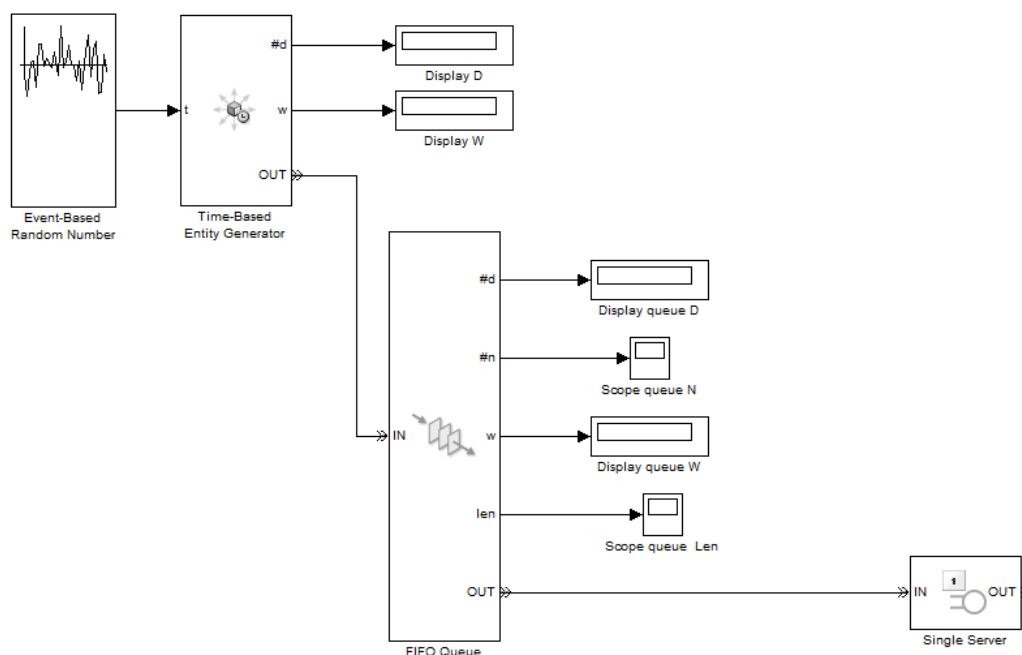 #d
Display D
t
w
Display W
OUT
Event-Based
Random Number
Time-Based
Entity Generator
#d
Display queue D
#n
Scope queue N
IN
w
Display queue W
len
Scope queue  Len
OUT
IN
1
OUT
Single Server
FIFO Queue